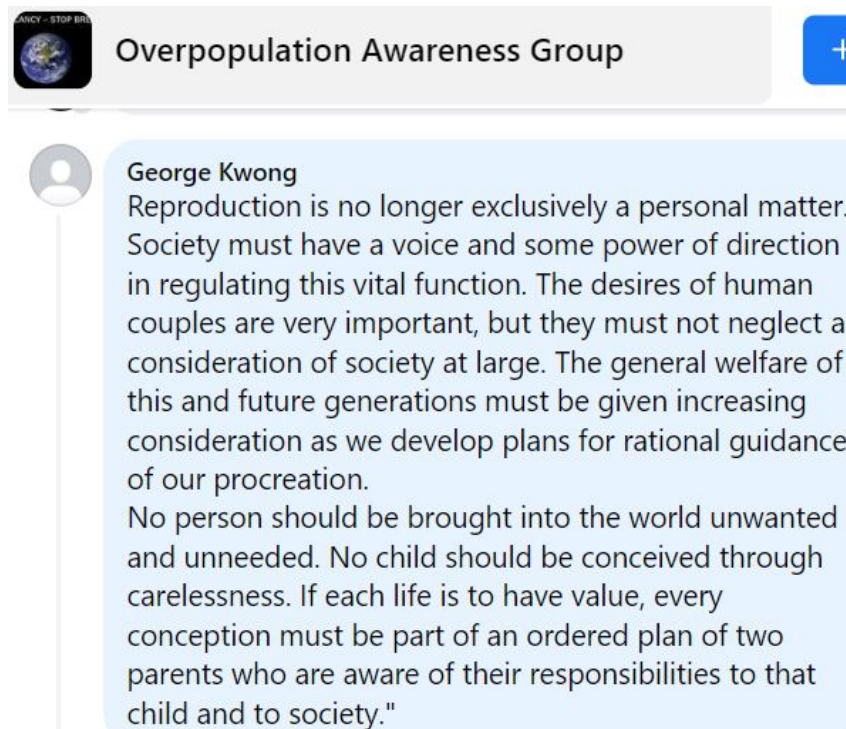 ANCY – STOP BRE
Overpopulation Awareness Group
+
George Kwong
Reproduction is no longer exclusively a personal matter.
Society must have a voice and some power of direction
in regulating this vital function. The desires of human
couples are very important, but they must not neglect a
consideration of society at large. The general welfare of
this and future generations must be given increasing
consideration as we develop plans for rational guidance
of our procreation.
No person should be brought into the world unwanted
and unneeded. No child should be conceived through
carelessness. If each life is to have value, every
conception must be part of an ordered plan of two
parents who are aware of their responsibilities to that
child and to society."